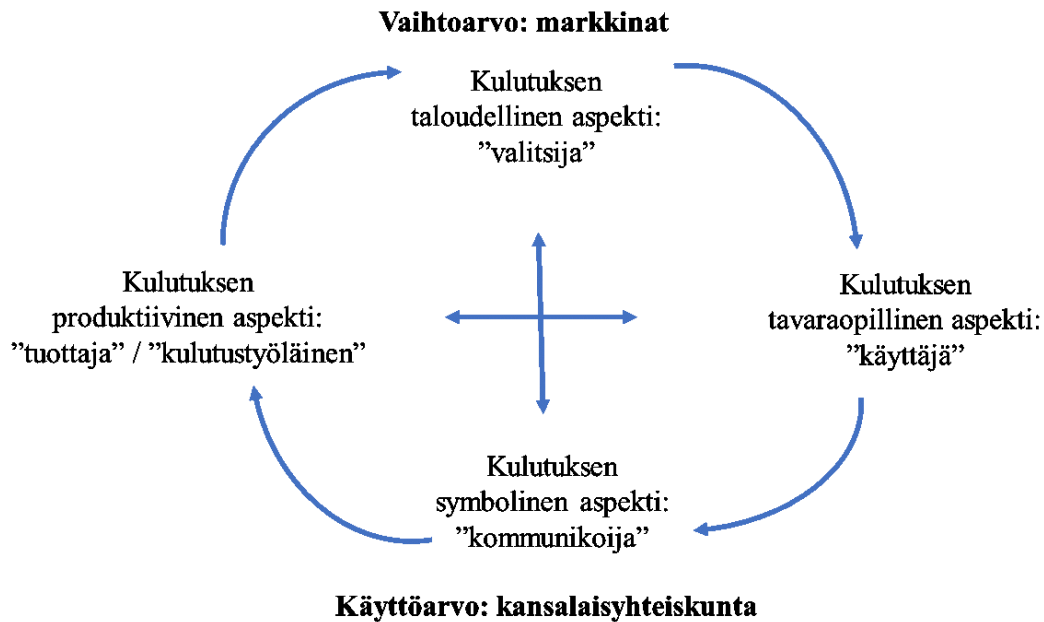 Vaihtoarvo: markkinat
Kulutuksen
taloudellinen aspekti:
”valitsija”
Kulutuksen
produktiivinen aspekti:
”tuottaja” / ”kulutustyöläinen”
Kulutuksen
tavaraopillinen aspekti:
”käyttäjä”
Kulutuksen
symbolinen aspekti:
”kommunikoija”
Käyttöarvo: kansalaisyhteiskunta